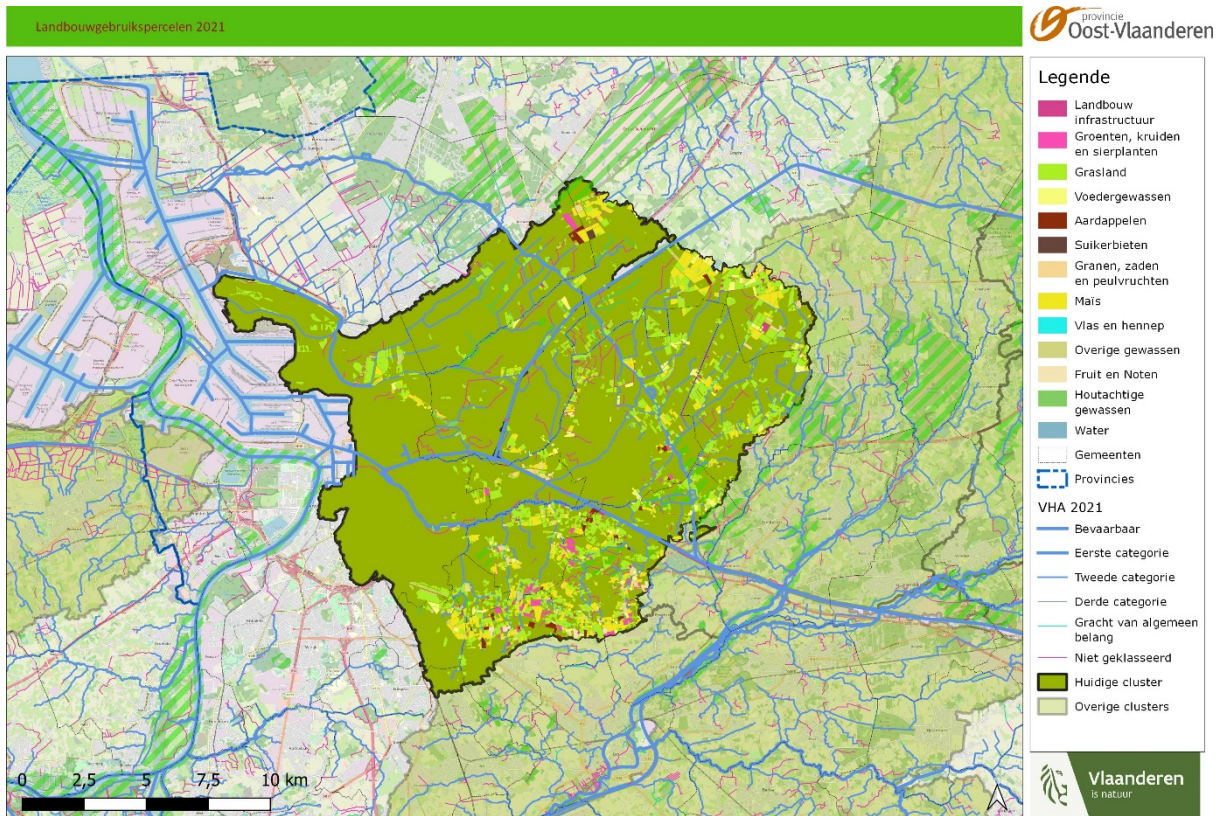 Landbouwgebruikspercelen 2021
provincie
Oost-Vlaanderen
Legende
Landbouw
infrastructuur
Groenten, kruiden
en sierplanten
Grasland
Voedergewassen
Aardappelen
Suikerbieten
Granen, zaden
en peulvruchten
Maïs
Vlas en hennep
Overige gewassen
Fruit en Noten
Houtachtige
gewassen
Water
Gemeenten
Provincies
VHA 2021
Bevaarbaar
Eerste categorie
Tweede categorie
Derde categorie
Gracht van algemeen
belang
Niet geklasseerd
Huidige cluster
Overige clusters
0 2,5 5 7,5 10 km
Vlaanderen
is natuur